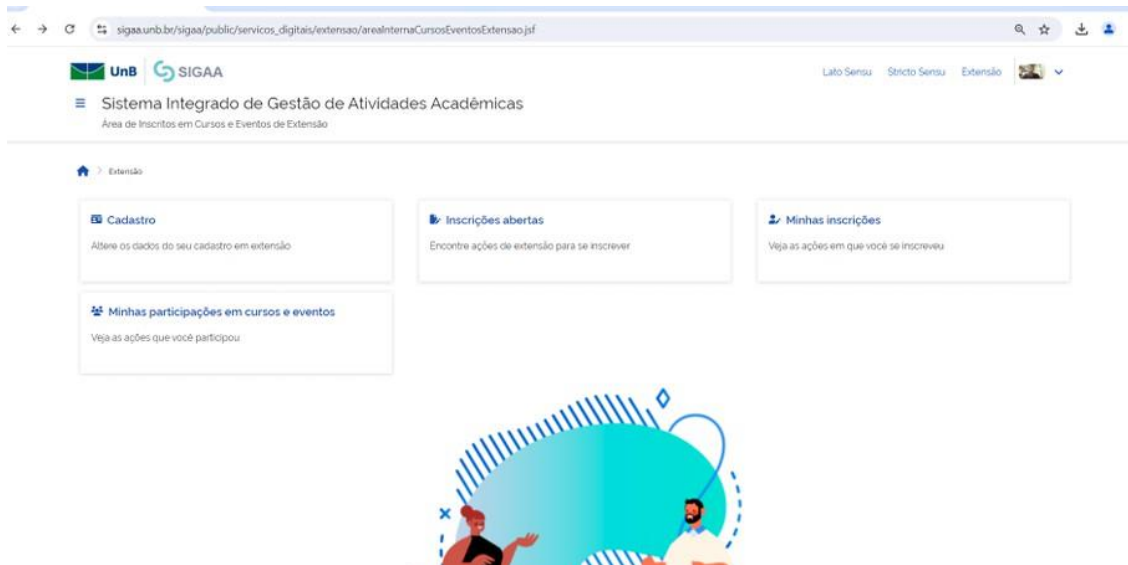 sigaa.unb.br/sigaa/public/servicos_digitais/extensao/areaInternaCursosEventosExtensao.jsf
UnB SIGAA
Lato Sensu Stricto Sensu Extensão
Sistema Integrado de Gestão de Atividades Acadêmicas
Área de Inscritos em Cursos e Eventos de Extensão
Extensão
Cadastro
Altere os dados do seu cadastro em extensão
Inscrições abertas
Encontre ações de extensão para se inscrever
Minhas inscrições
Veja as ações em que você se inscreveu
Minhas participações em cursos e eventos
Veja as ações que você participou